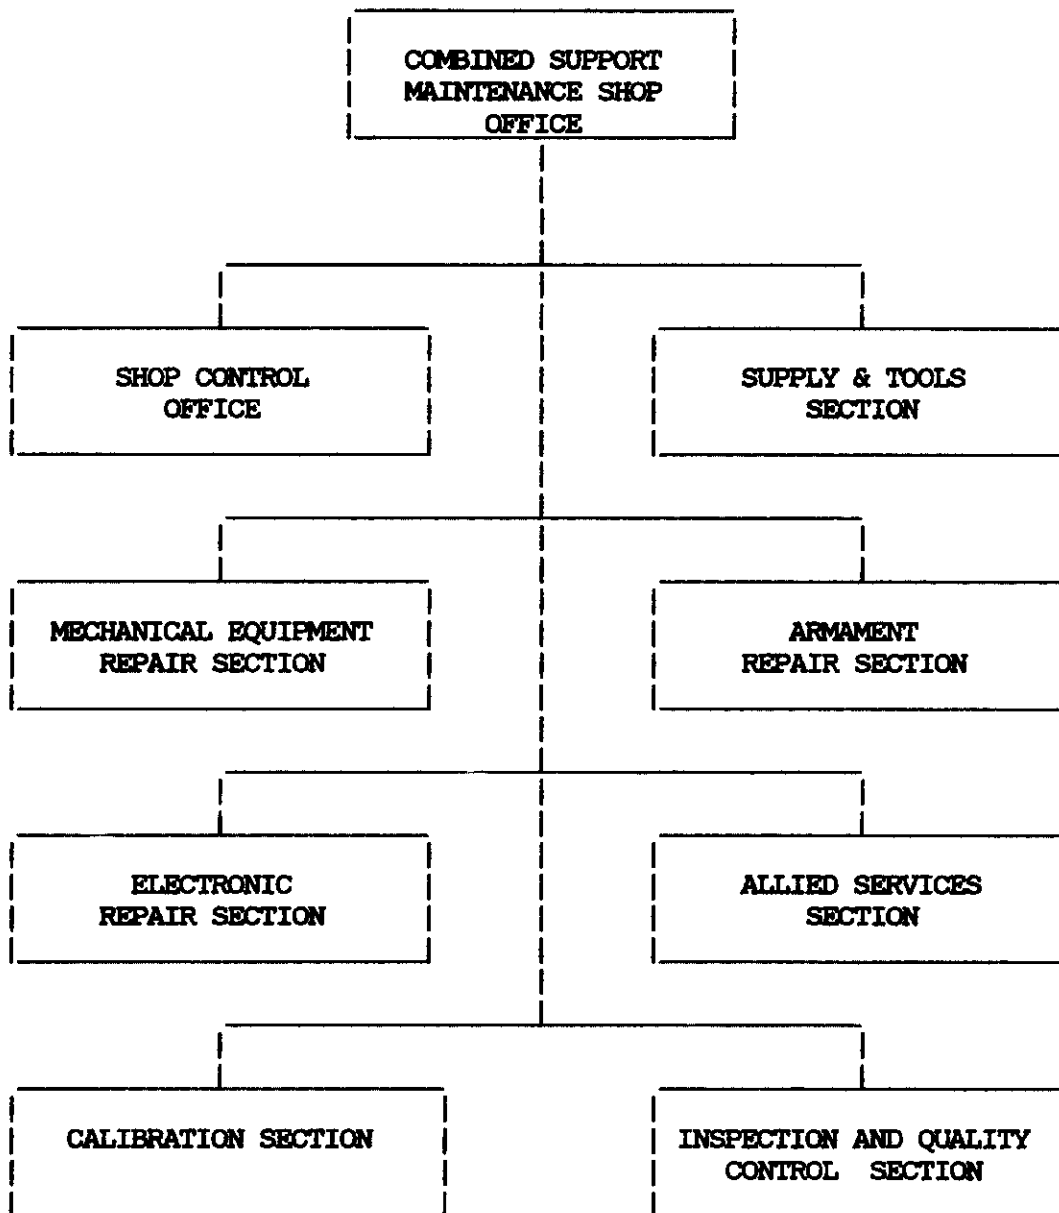 COMBINED SUPPORT
MAINTENANCE SHOP
OFFICE
SHOP CONTROL
OFFICE
SUPPLY & TOOLS
SECTION
MECHANICAL EQUIPMENT
REPAIR SECTION
ARMAMENT
REPAIR SECTION
ELECTRONIC
REPAIR SECTION
ALLIED SERVICES
SECTION
CALIBRATION SECTION
INSPECTION AND QUALITY
CONTROL SECTION